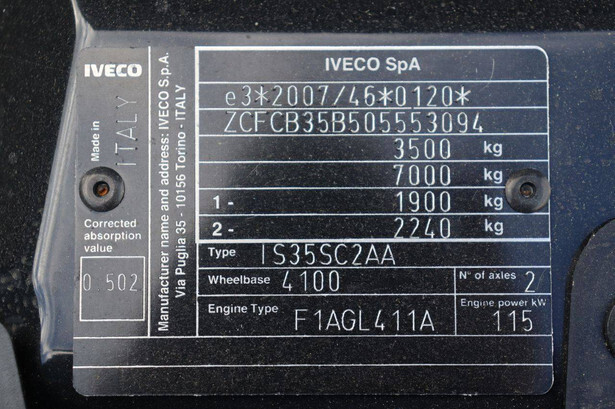 IVECO
Made in
ITALY
Corrected
absorption
value
0 502
Manufacturer name and address: IVECO S.p.A.
Via Puglia 35 - 10156 Torino - ITALY
IVECO SpA
e3*2007/46*0120*
ZCFCB35B505553094
3500 kg
7000 kg
1 - 1900 kg
2 - 2240 kg
Type IS35SC2AA
Wheelbase 4100 N° of axles 2
Engine Type F1AGL411A Engine power kW 115